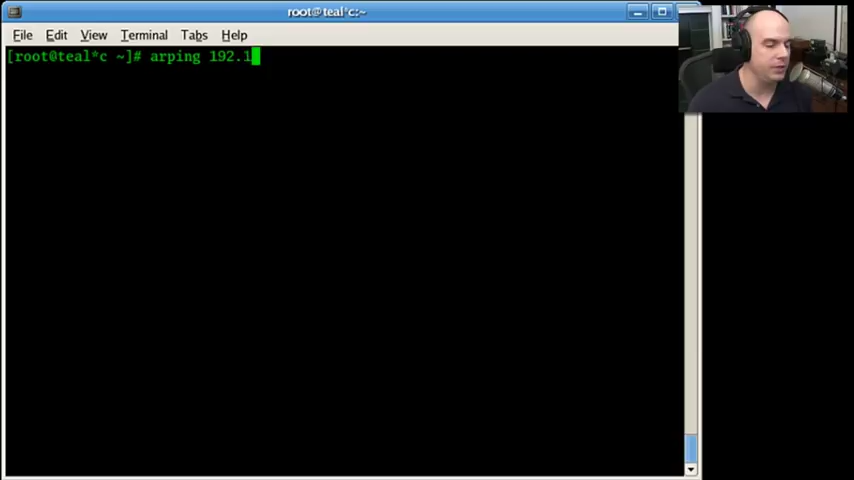 root@teal*c:~
File Edit View Terminal Tabs Help
[root@teal*c ~]# arping 192.1